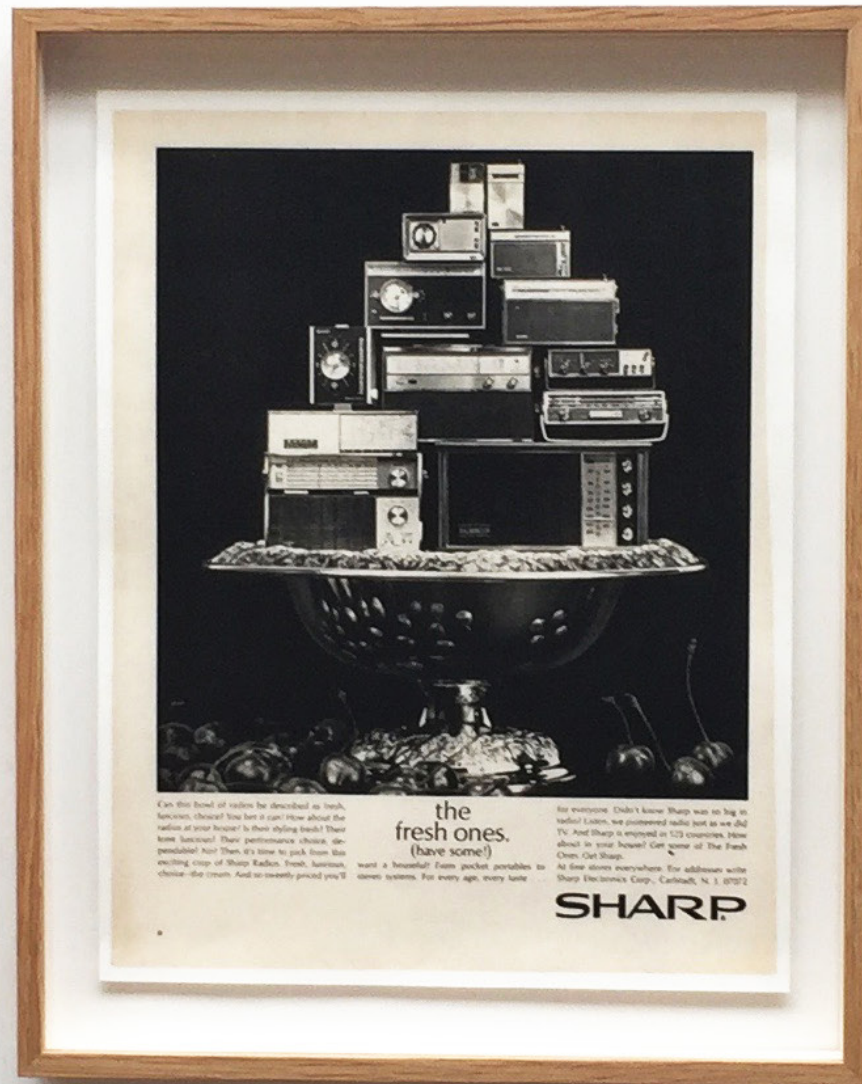 Can this bowl of radios be described as fresh,
luscious, choice? You bet it can! How about the
radios at your house? Is their styling fresh? Their
tone luscious? Their performance choice, de-
pendable? No? Then it's time to pick from this
exciting crop of Sharp Radios. Fresh, luscious,
choice–the cream. And so sweetly priced you'll
the
fresh ones.
(have some!)
want a houseful! From pocket portables to
stereo systems. For every age, every taste
for everyone. Didn't know Sharp was so big in
radio? Listen, we pioneered radio just as we did
TV. And Sharp is enjoyed in countries. How
about in your house? Get some of The Fresh
Ones. Get Sharp.
At fine stores everywhere. For addresses write
Sharp Electronics Corp., Carlstadt, N. J. 07072
SHARP